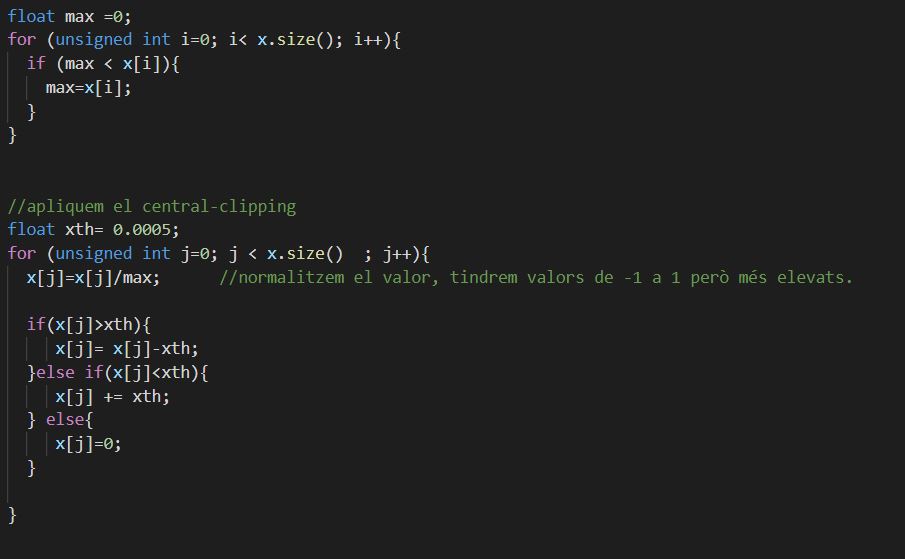 float max =0;
for (unsigned int i=0; i< x.size(); i++){
  if (max < x[i]){
    max=x[i];
  }
}
//apliquem el central-clipping
float xth= 0.0005;
for (unsigned int j=0; j < x.size()  ; j++){
  x[j]=x[j]/max;      //normalitzem el valor, tindrem valors de -1 a 1 però més elevats.
  if(x[j]>xth){
     x[j]= x[j]-xth;
  }else if(x[j]<xth){
     x[j] += xth;
  } else{
     x[j]=0;
  }
}